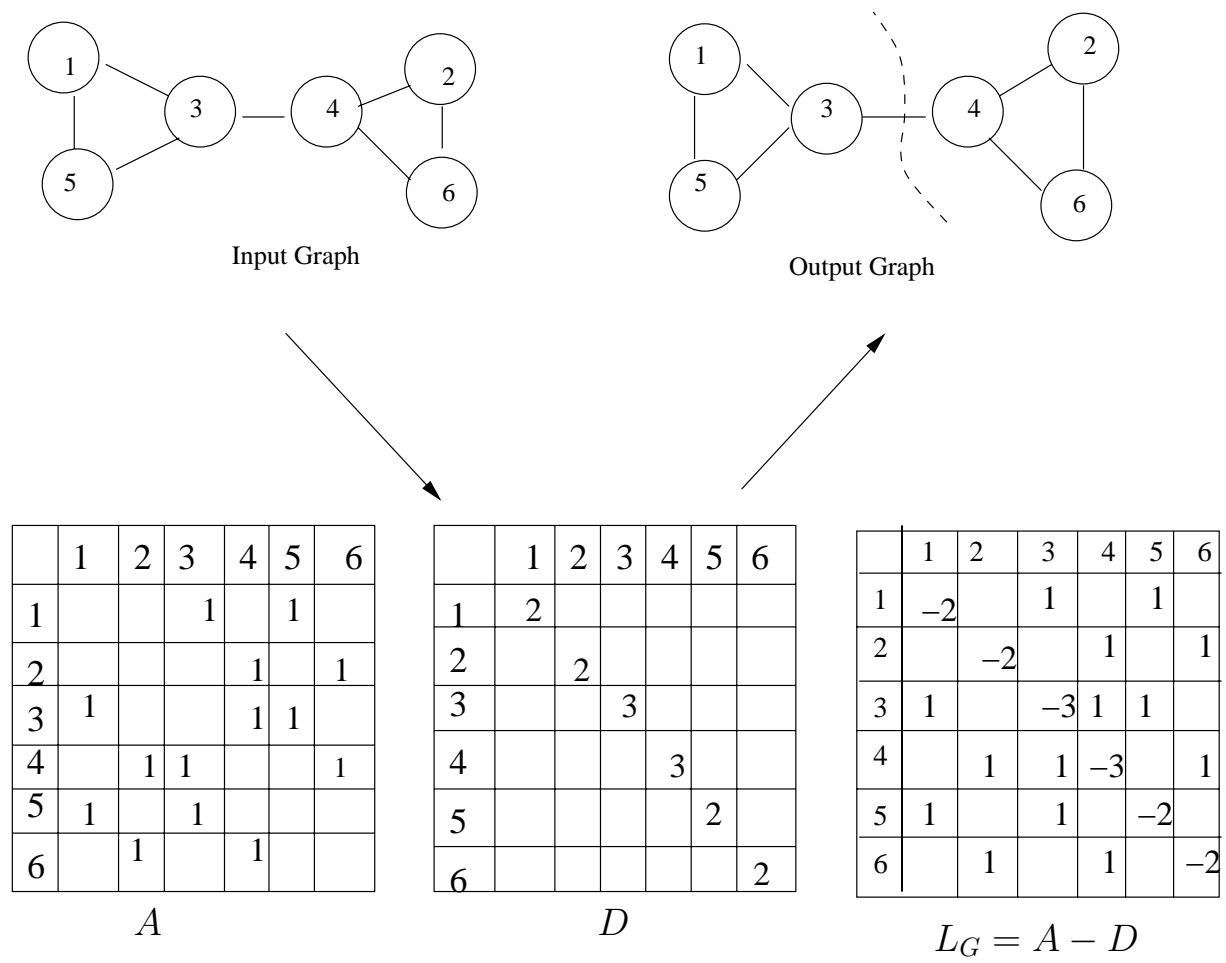 1
3
4
2
5
6
Input Graph
1
3
4
2
5
6
Output Graph
1 2 3 4 5 6
1 1 1
2 1 1
3 1 1 1
4 1 1 1
5 1 1
6 1 1
A
1 2 3 4 5 6
1 2
2 2
3 3
4 3
5 2
6 2
D
1 2 3 4 5 6
1 −2 1 1
2 −2 1 1
3 1 −3 1 1
4 1 1 −3 1
5 1 1 −2
6 1 1 −2
L_G = A − D